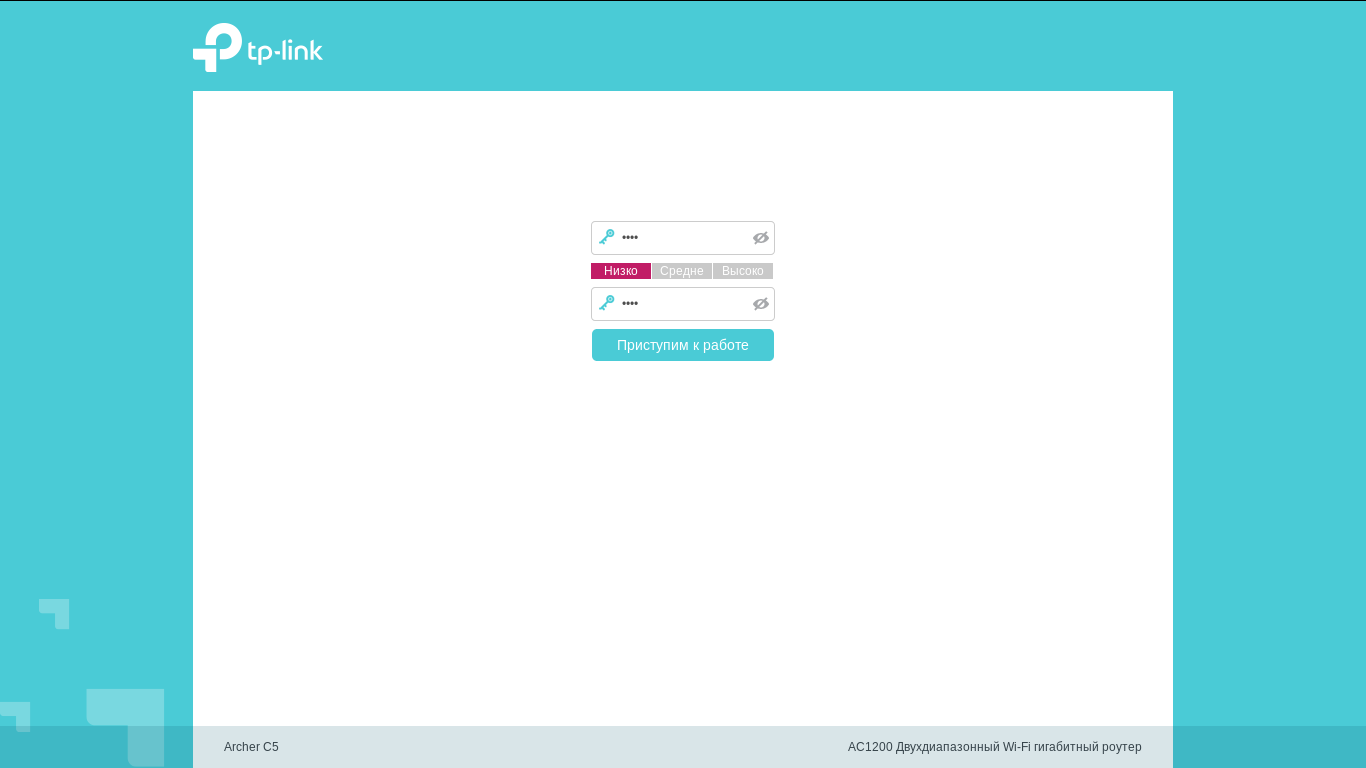 tp-link
••••
Низко Средне Высоко
••••
Приступим к работе
Archer C5
AC1200 Двухдиапазонный Wi-Fi гигабитный роутер